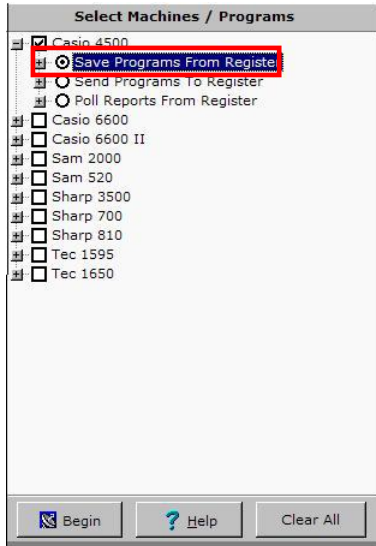 Select Machines / Programs
Casio 4500
Save Programs From Register
Send Programs To Register
Poll Reports From Register
Casio 6600
Casio 6600 II
Sam 2000
Sam 520
Sharp 3500
Sharp 700
Sharp 810
Tec 1595
Tec 1650
Begin
? Help
Clear All